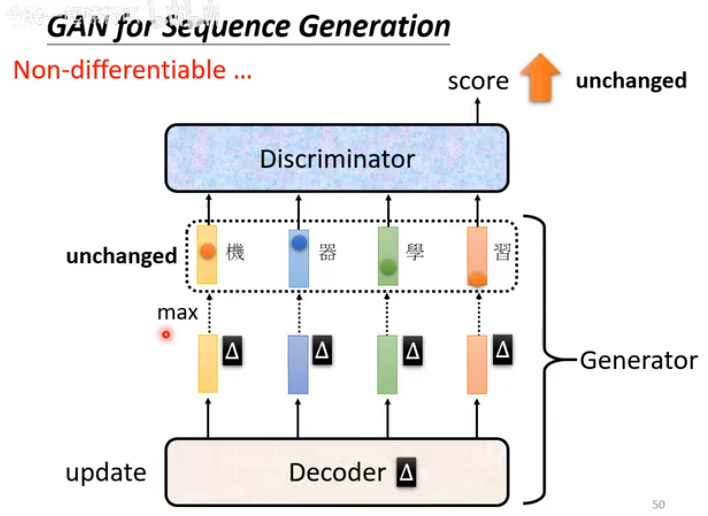 GAN for Sequence Generation
Non-differentiable …
score
unchanged
Discriminator
unchanged
機 器 學 習
max
Δ Δ Δ Δ
Generator
update
Decoder Δ
50